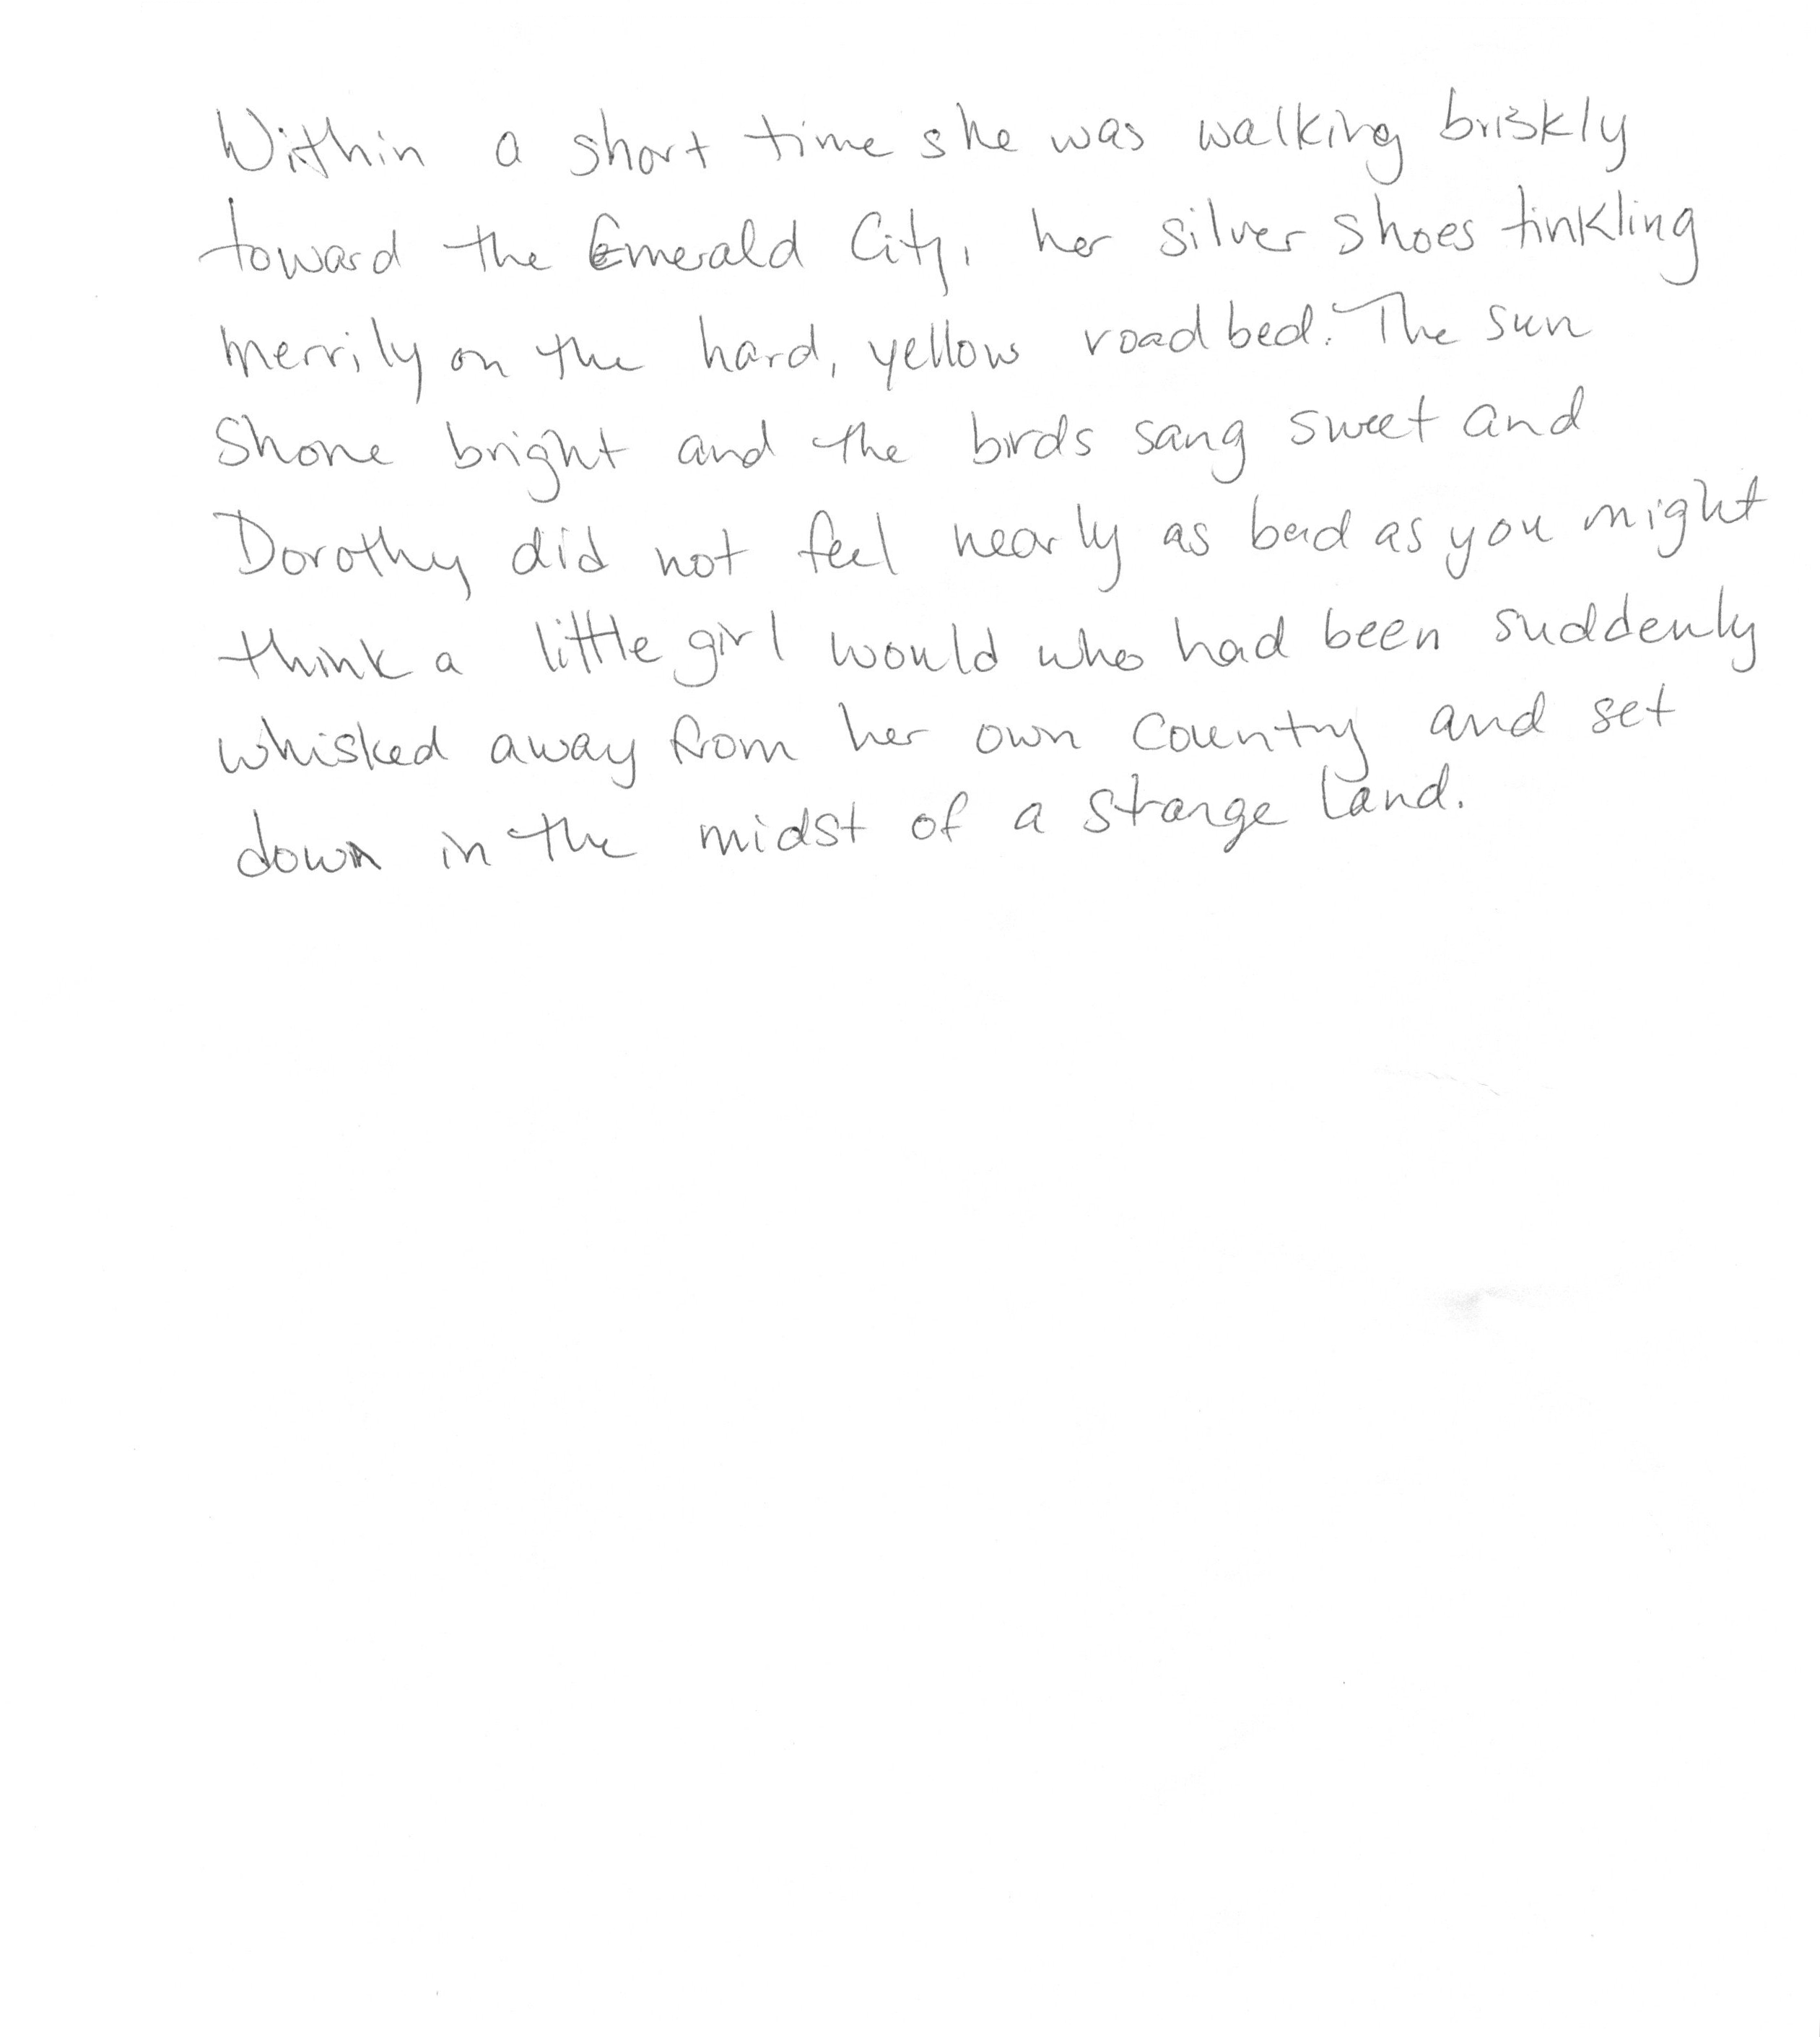 Within a short time she was walking briskly
toward the Emerald City, her silver shoes tinkling
merrily on the hard, yellow roadbed. The sun
shone bright and the birds sang sweet and
Dorothy did not feel nearly as bad as you might
think a little girl would who had been suddenly
whisked away from her own country and set
down in the midst of a strange land.